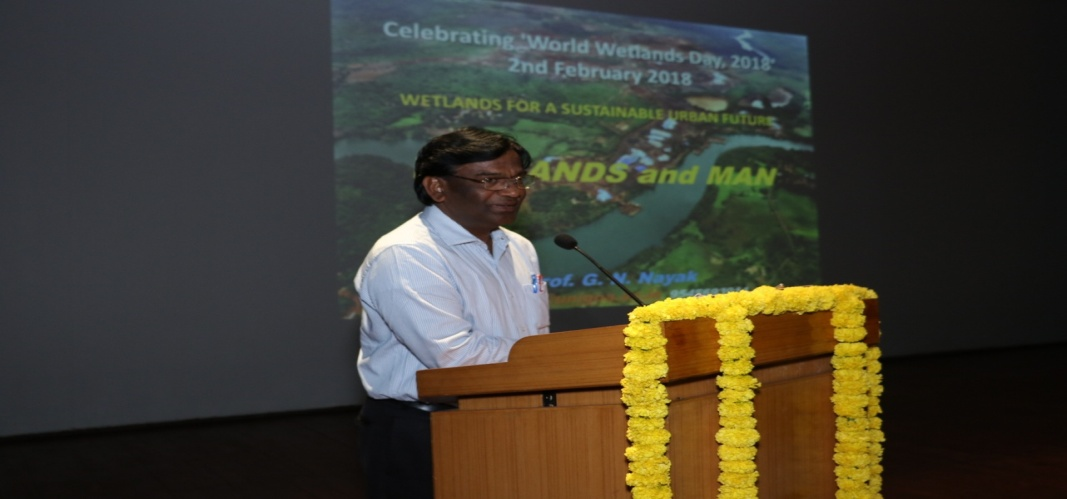 Celebrating 'World Wetlands Day, 2018'
2nd February 2018
WETLANDS FOR A SUSTAINABLE URBAN FUTURE
ANDS and MAN
Prof. G. N. Nayak